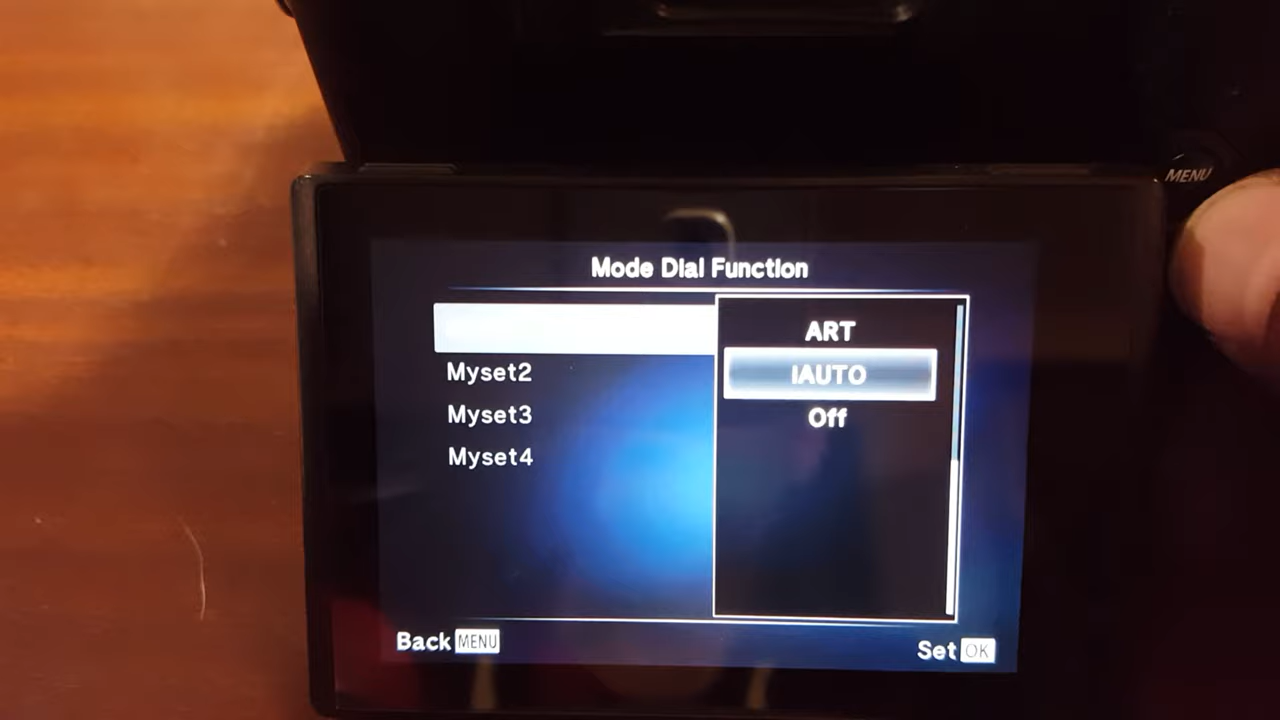 MENU
Mode Dial Function
ART
Myset2
IAUTO
Myset3
Off
Myset4
Back MENU
Set OK